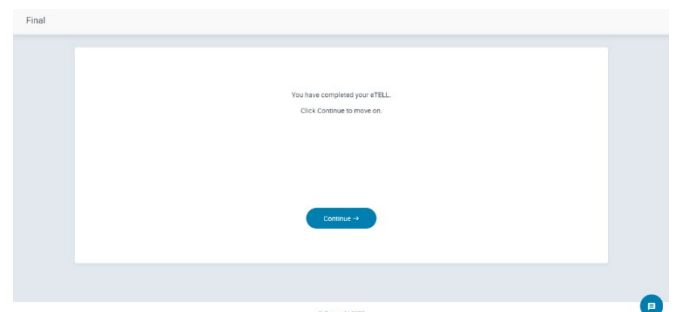 Final
You have completed your eTELL.
Click Continue to move on.
Continue →